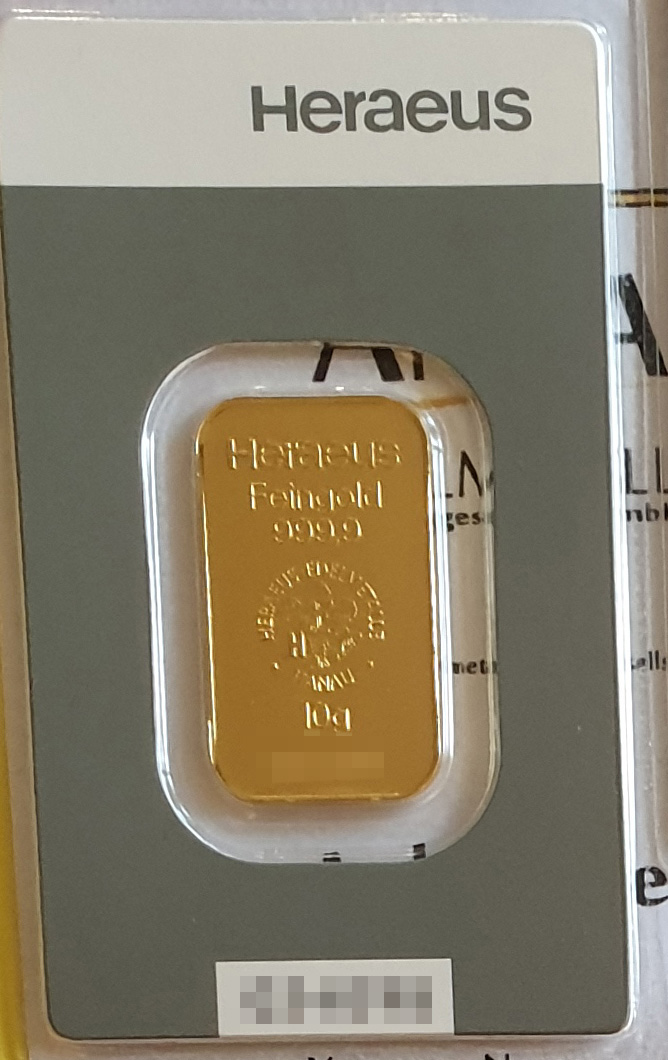 Heraeus
Heraeus
Feingold
999,9
HERAEUS EDELMETALLE
HANAU
10g